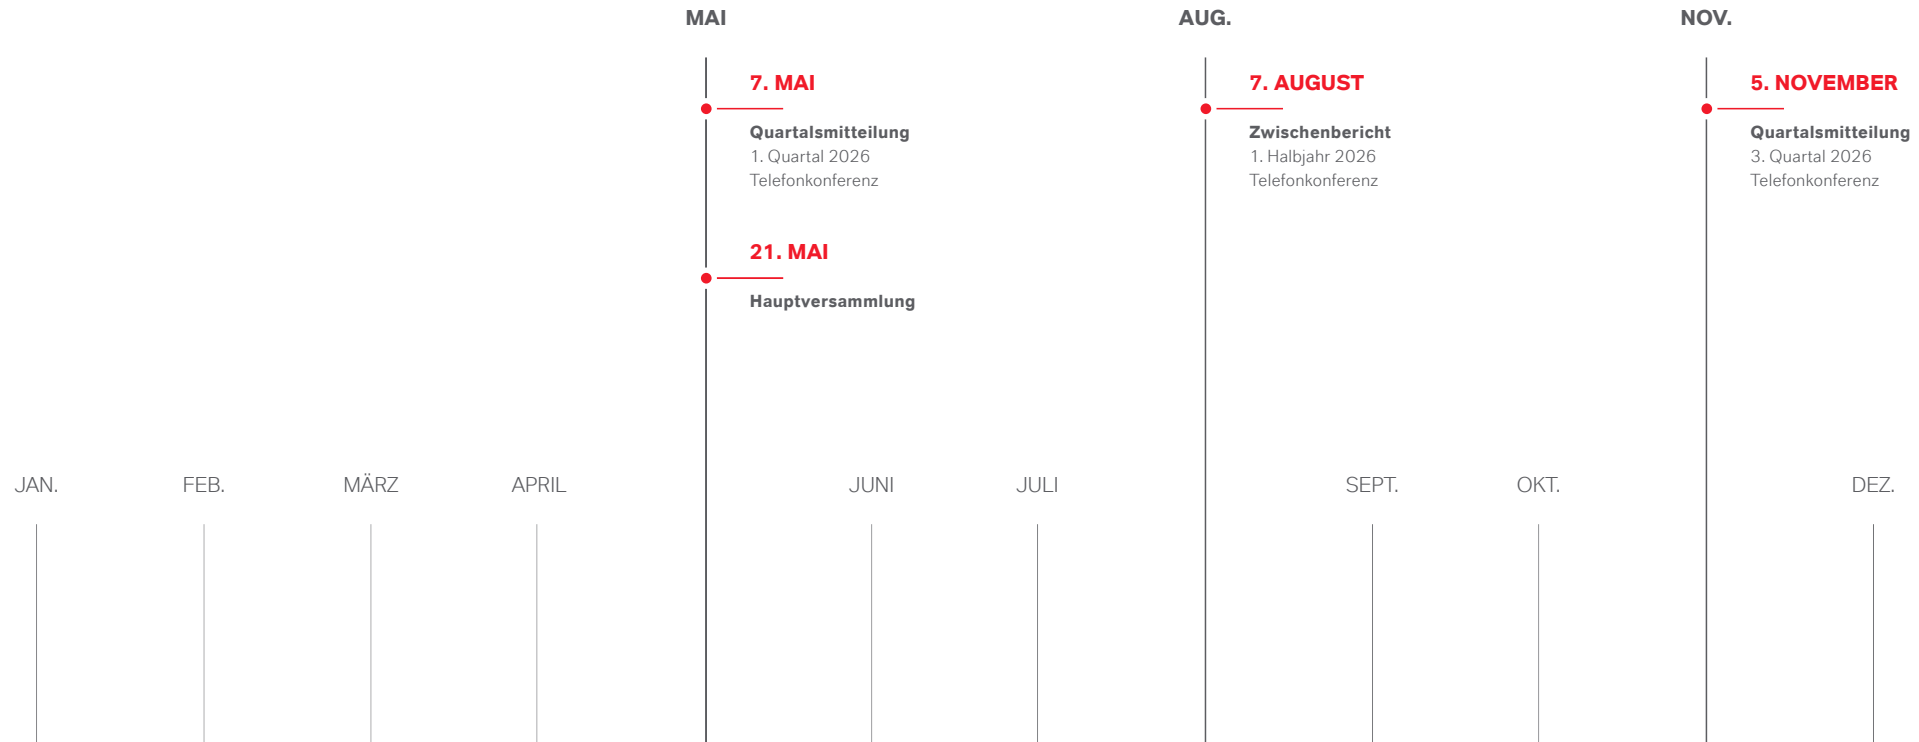 MAI
7. MAI
Quartalsmitteilung
1. Quartal 2026
Telefonkonferenz
21. MAI
Hauptversammlung
AUG.
7. AUGUST
Zwischenbericht
1. Halbjahr 2026
Telefonkonferenz
NOV.
5. NOVEMBER
Quartalsmitteilung
3. Quartal 2026
Telefonkonferenz
JAN.
FEB.
MÄRZ
APRIL
JUNI
JULI
SEPT.
OKT.
DEZ.